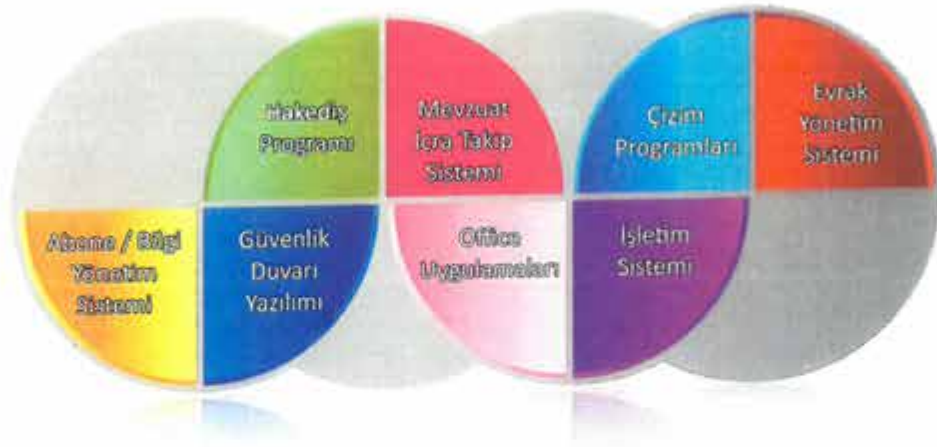 Hakediş
Programı
Mevzuat
İcra Takip
Sistemi
Çizim
Programları
Evrak
Yönetim
Sistemi
Abone / Bilgi
Yönetim
Sistemi
Güvenlik
Duvarı
Yazılımı
Office
Uygulamaları
İşletim
Sistemi